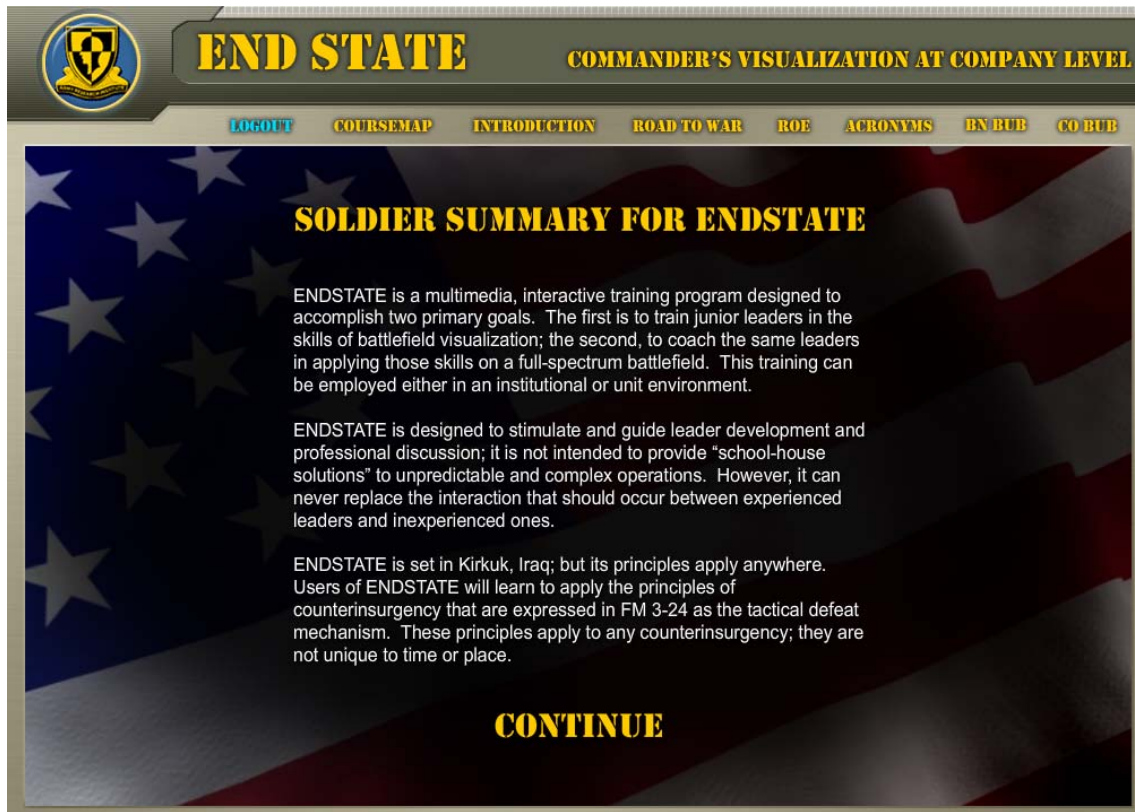 END STATE
COMMANDER'S VISUALIZATION AT COMPANY LEVEL
ARMY RESEARCH INSTITUTE
LOGOUT COURSEMAP INTRODUCTION ROAD TO WAR ROE ACRONYMS BN BUB CO BUB
SOLDIER SUMMARY FOR ENDSTATE
ENDSTATE is a multimedia, interactive training program designed to
accomplish two primary goals. The first is to train junior leaders in the
skills of battlefield visualization; the second, to coach the same leaders
in applying those skills on a full-spectrum battlefield. This training can
be employed either in an institutional or unit environment.
ENDSTATE is designed to stimulate and guide leader development and
professional discussion; it is not intended to provide “school-house
solutions” to unpredictable and complex operations. However, it can
never replace the interaction that should occur between experienced
leaders and inexperienced ones.
ENDSTATE is set in Kirkuk, Iraq; but its principles apply anywhere.
Users of ENDSTATE will learn to apply the principles of
counterinsurgency that are expressed in FM 3-24 as the tactical defeat
mechanism. These principles apply to any counterinsurgency; they are
not unique to time or place.
CONTINUE